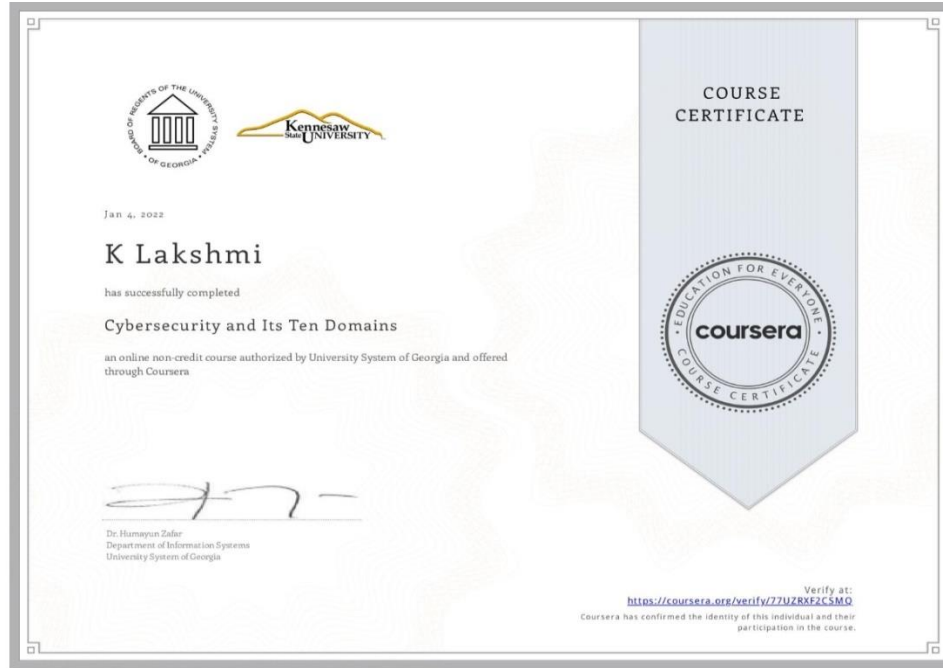 BOARD OF REGENTS OF THE UNIVERSITY SYSTEM
• OF GEORGIA •
Kennesaw
State UNIVERSITY
Jan 4, 2022
K Lakshmi
has successfully completed
Cybersecurity and Its Ten Domains
an online non-credit course authorized by University System of Georgia and offered
through Coursera
Dr. Humayun Zafar
Department of Information Systems
University System of Georgia
COURSE
CERTIFICATE
EDUCATION FOR EVERYONE
coursera
COURSE CERTIFICATE
Verify at:
https://coursera.org/verify/77UZRXF2C5MQ
Coursera has confirmed the identity of this individual and their
participation in the course.